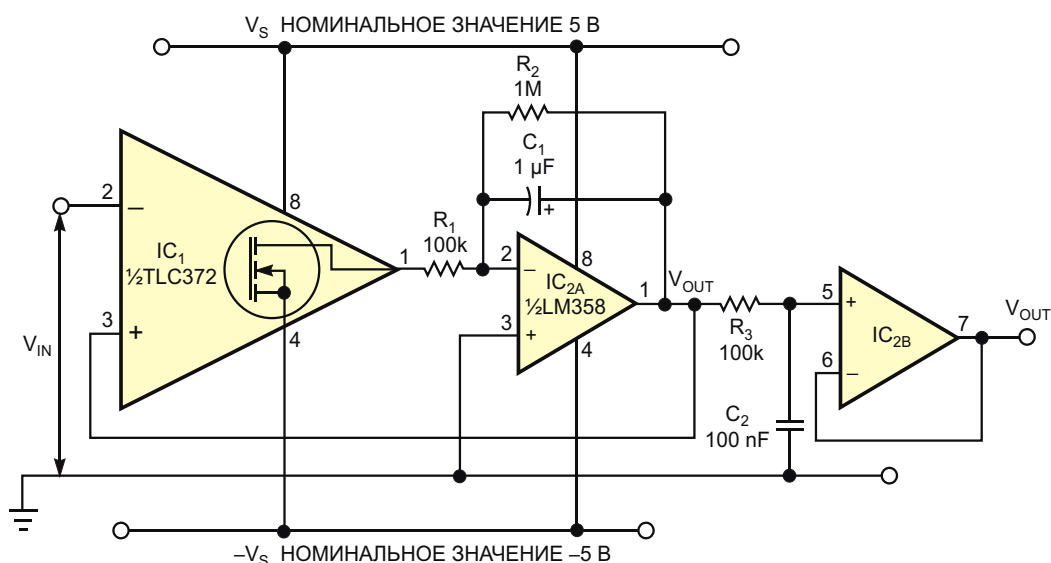 V_S НОМИНАЛЬНОЕ ЗНАЧЕНИЕ 5 В
R_2
1M
C_1
1 µF
+
2
–
8
IC_1
½TLC372
1
R_1
100k
2
–
8
IC_2A
½LM358
1
V_OUT
3
+
4
3
+
4
V_IN
R_3
100k
5
+
IC_2B
7
V_OUT
6
–
C_2
100 nF
–V_S НОМИНАЛЬНОЕ ЗНАЧЕНИЕ –5 В